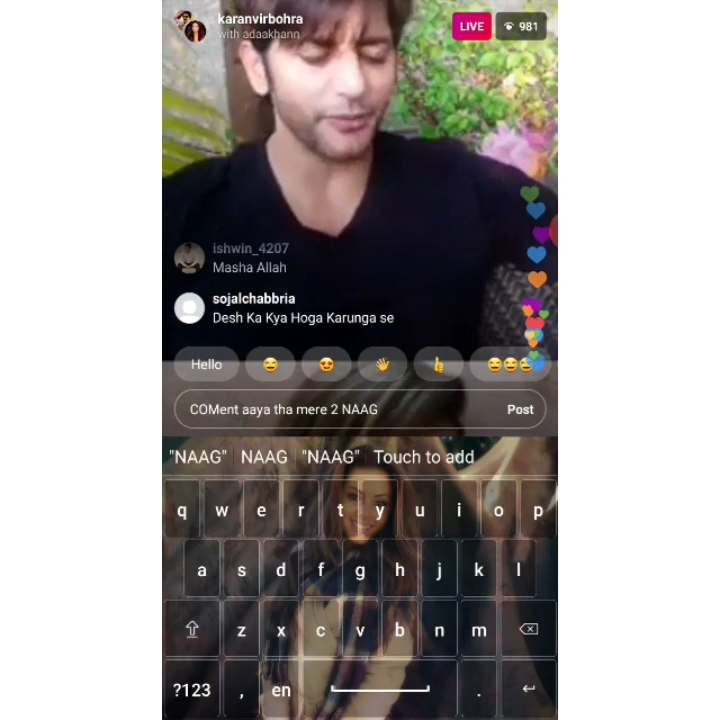 karanvirbohra
with adaakhann
LIVE 981
ishwin_4207
Masha Allah
sojalchabbria
Desh Ka Kya Hoga Karunga se
Hello
COMent aaya tha mere 2 NAAG Post
"NAAG" NAAG "NAAG" Touch to add
q w e r t y u i o p
a s d f g h j k l
z x c v b n m
?123 , en .